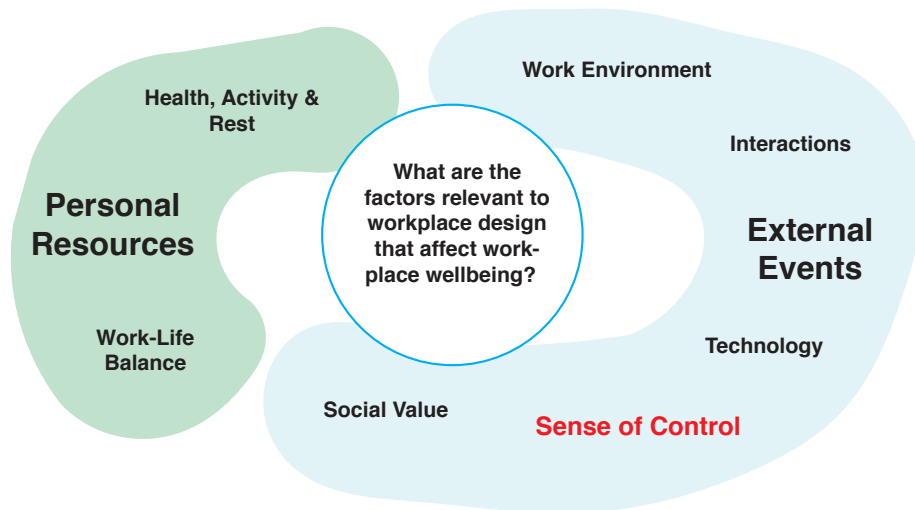 Health, Activity &
Rest
Personal
Resources
Work-Life
Balance
What are the
factors relevant to
workplace design
that affect work-
place wellbeing?
Work Environment
Interactions
External
Events
Technology
Sense of Control
Social Value